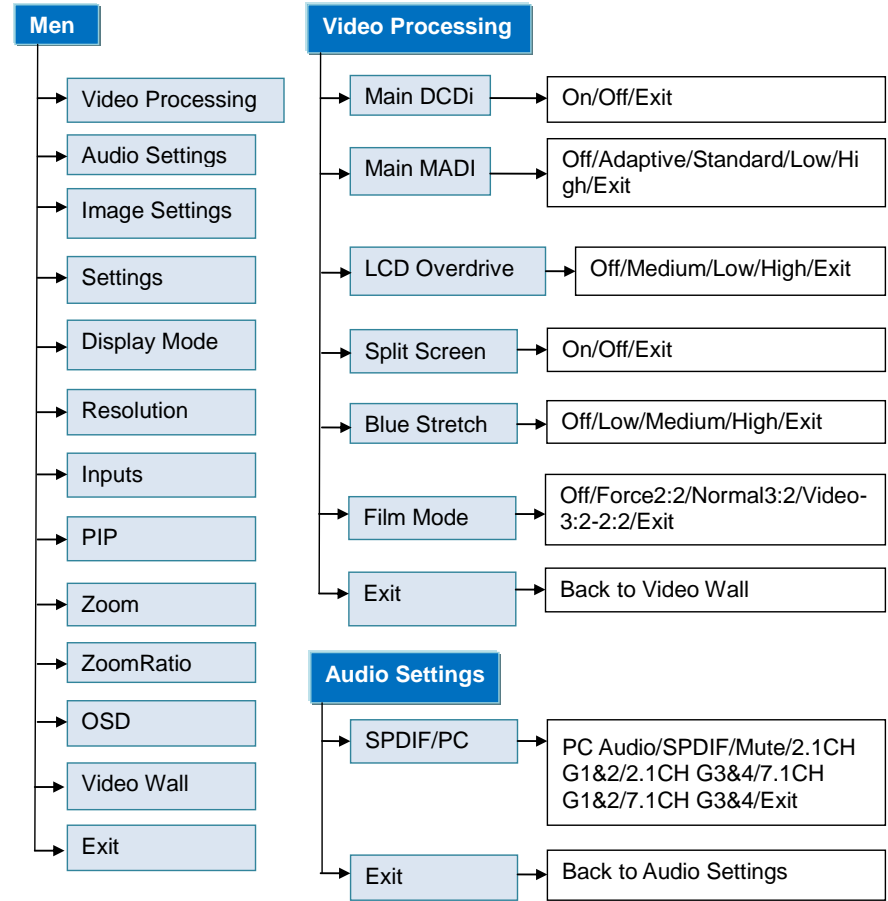 Men
Video Processing
Audio Settings
Image Settings
Settings
Display Mode
Resolution
Inputs
PIP
Zoom
ZoomRatio
OSD
Video Wall
Exit
Video Processing
Main DCDi
On/Off/Exit
Main MADI
Off/Adaptive/Standard/Low/Hi
gh/Exit
LCD Overdrive
Off/Medium/Low/High/Exit
Split Screen
On/Off/Exit
Blue Stretch
Off/Low/Medium/High/Exit
Film Mode
Off/Force2:2/Normal3:2/Video-
3:2-2:2/Exit
Exit
Back to Video Wall
Audio Settings
SPDIF/PC
PC Audio/SPDIF/Mute/2.1CH
G1&2/2.1CH G3&4/7.1CH
G1&2/7.1CH G3&4/Exit
Exit
Back to Audio Settings